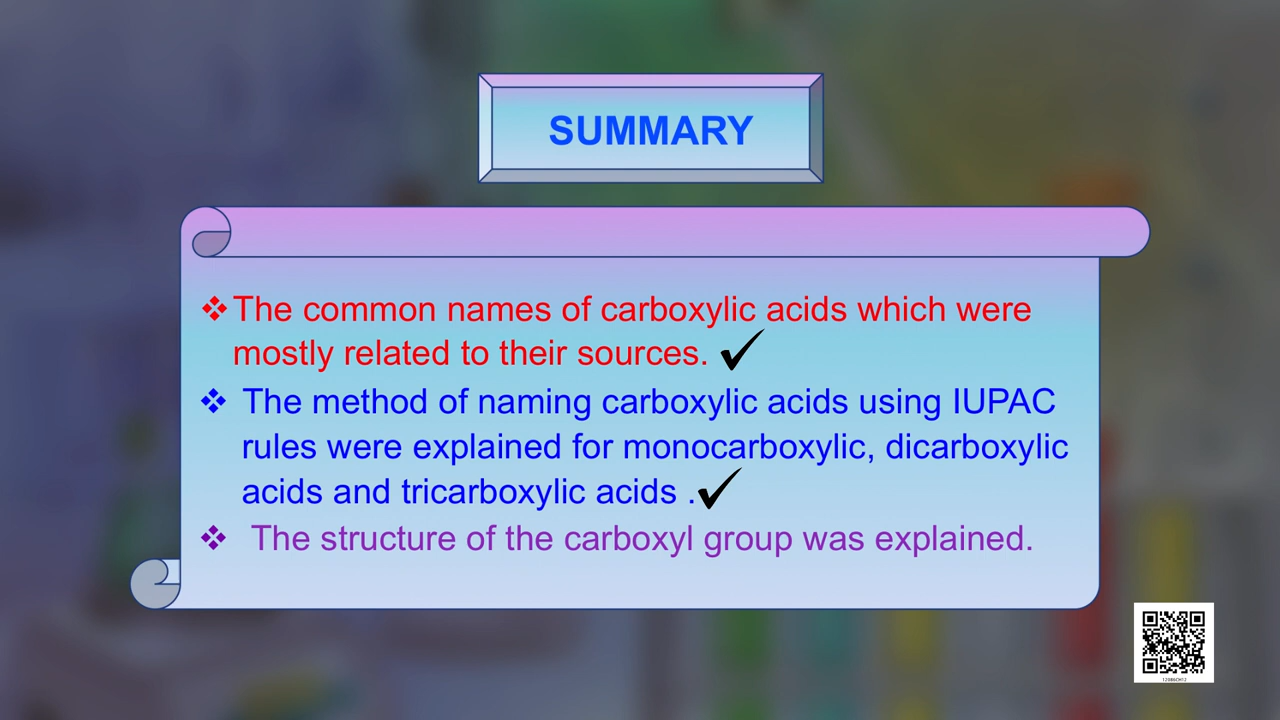 SUMMARY
❖The common names of carboxylic acids which were
mostly related to their sources. ✔
❖ The method of naming carboxylic acids using IUPAC
rules were explained for monocarboxylic, dicarboxylic
acids and tricarboxylic acids .✔
❖ The structure of the carboxyl group was explained.